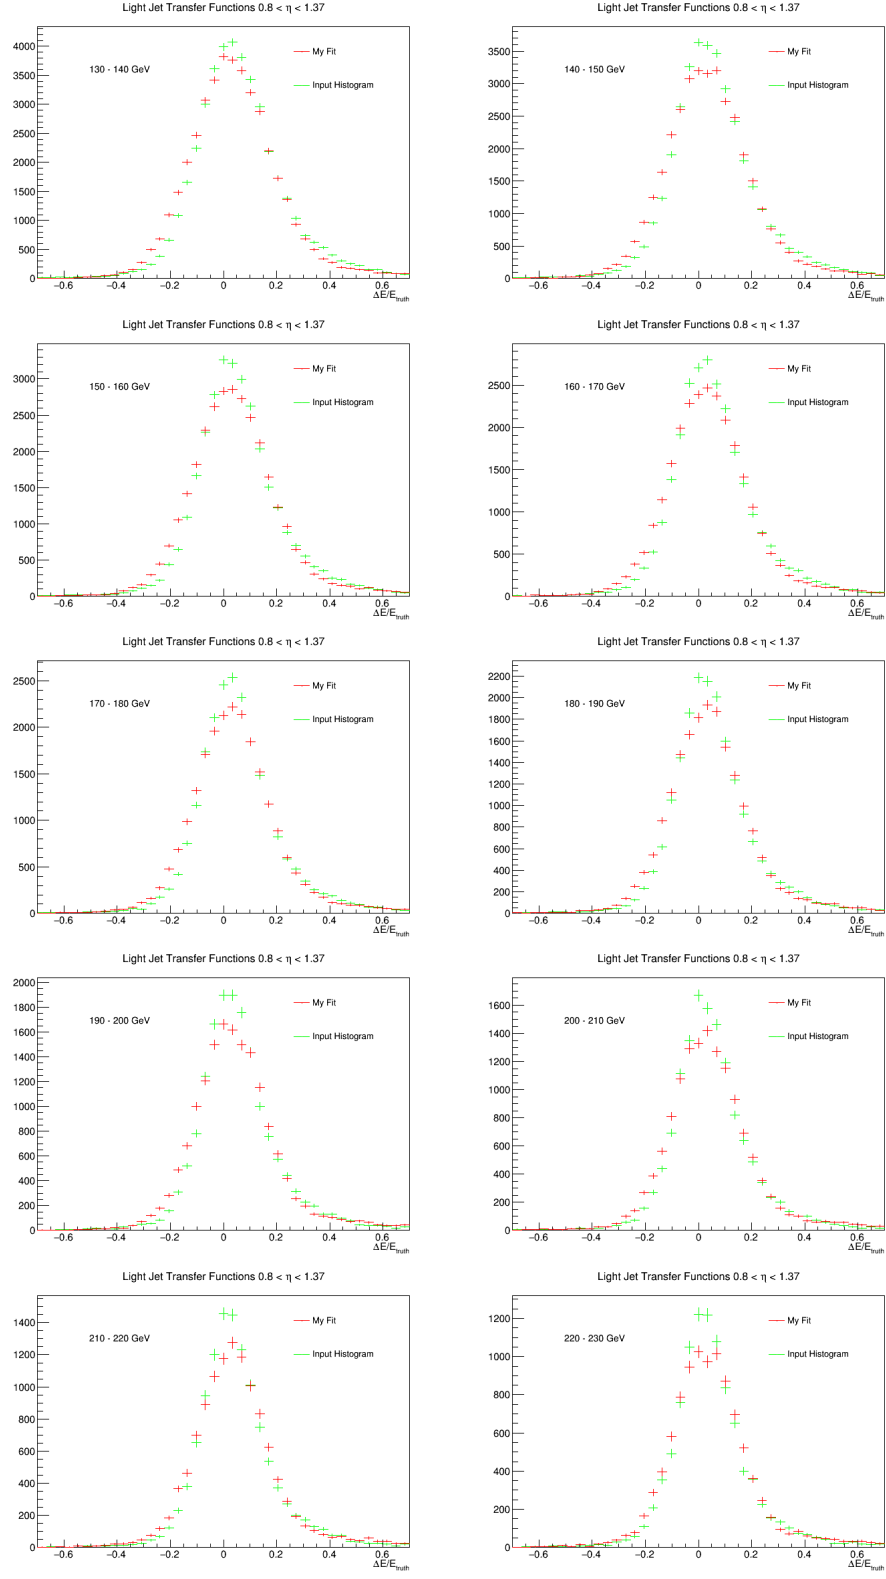 Light Jet Transfer Functions 0.8 < η < 1.37
130 - 140 GeV
My Fit
Input Histogram
4000
3500
3000
2500
2000
1500
1000
500
0
−0.6 −0.4 −0.2 0 0.2 0.4 0.6
ΔE/E_truth
Light Jet Transfer Functions 0.8 < η < 1.37
140 - 150 GeV
My Fit
Input Histogram
3500
3000
2500
2000
1500
1000
500
0
−0.6 −0.4 −0.2 0 0.2 0.4 0.6
ΔE/E_truth
Light Jet Transfer Functions 0.8 < η < 1.37
150 - 160 GeV
My Fit
Input Histogram
3000
2500
2000
1500
1000
500
0
−0.6 −0.4 −0.2 0 0.2 0.4 0.6
ΔE/E_truth
Light Jet Transfer Functions 0.8 < η < 1.37
160 - 170 GeV
My Fit
Input Histogram
2500
2000
1500
1000
500
0
−0.6 −0.4 −0.2 0 0.2 0.4 0.6
ΔE/E_truth
Light Jet Transfer Functions 0.8 < η < 1.37
170 - 180 GeV
My Fit
Input Histogram
2500
2000
1500
1000
500
0
−0.6 −0.4 −0.2 0 0.2 0.4 0.6
ΔE/E_truth
Light Jet Transfer Functions 0.8 < η < 1.37
180 - 190 GeV
My Fit
Input Histogram
2200
2000
1800
1600
1400
1200
1000
800
600
400
200
0
−0.6 −0.4 −0.2 0 0.2 0.4 0.6
ΔE/E_truth
Light Jet Transfer Functions 0.8 < η < 1.37
190 - 200 GeV
My Fit
Input Histogram
2000
1800
1600
1400
1200
1000
800
600
400
200
0
−0.6 −0.4 −0.2 0 0.2 0.4 0.6
ΔE/E_truth
Light Jet Transfer Functions 0.8 < η < 1.37
200 - 210 GeV
My Fit
Input Histogram
1600
1400
1200
1000
800
600
400
200
0
−0.6 −0.4 −0.2 0 0.2 0.4 0.6
ΔE/E_truth
Light Jet Transfer Functions 0.8 < η < 1.37
210 - 220 GeV
My Fit
Input Histogram
1400
1200
1000
800
600
400
200
0
−0.6 −0.4 −0.2 0 0.2 0.4 0.6
ΔE/E_truth
Light Jet Transfer Functions 0.8 < η < 1.37
220 - 230 GeV
My Fit
Input Histogram
1200
1000
800
600
400
200
0
−0.6 −0.4 −0.2 0 0.2 0.4 0.6
ΔE/E_truth